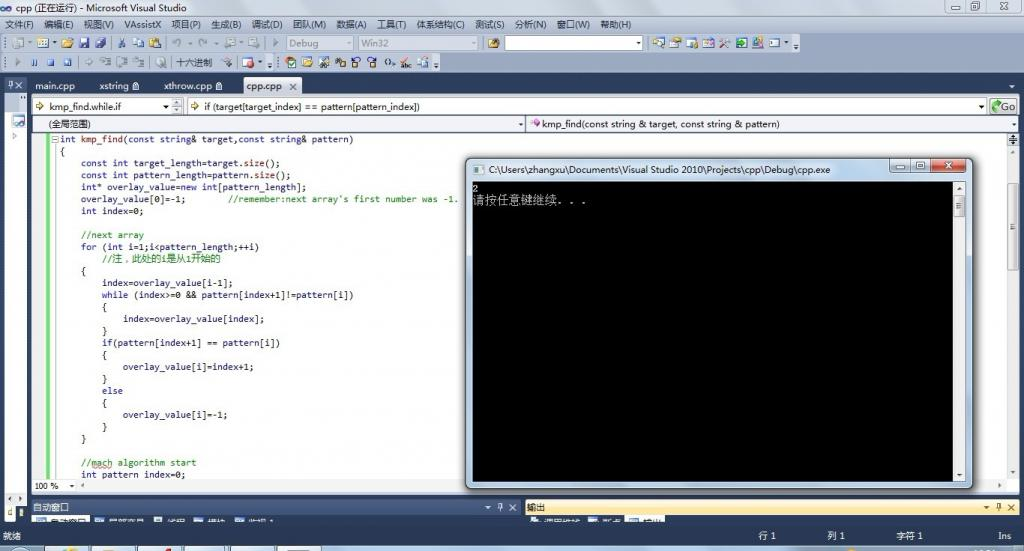 cpp (正在运行) - Microsoft Visual Studio
文件(F) 编辑(E) 视图(V) VAssistX 项目(P) 生成(B) 调试(D) 团队(M) 数据(A) 工具(T) 体系结构(C) 测试(S) 分析(N) 窗口(W) 帮助(H)
Debug Win32
十六进制
main.cpp xstring xthrow.cpp cpp.cpp
kmp_find.while.if if (target[target_index] == pattern[pattern_index]) Go
(全局范围) kmp_find(const string & target, const string & pattern)
int kmp_find(const string& target,const string& pattern)
{
const int target_length=target.size();
const int pattern_length=pattern.size();
int* overlay_value=new int[pattern_length];
overlay_value[0]=-1; //remember:next array's first number was -1.
int index=0;
//next array
for (int i=1;i<pattern_length;++i)
//注，此处的i是从1开始的
{
index=overlay_value[i-1];
while (index>=0 && pattern[index+1]!=pattern[i])
{
index=overlay_value[index];
}
if(pattern[index+1] == pattern[i])
{
overlay_value[i]=index+1;
}
else
{
overlay_value[i]=-1;
}
}
//mach algorithm start
int pattern_index=0;
100 %
C:\Users\zhangxu\Documents\Visual Studio 2010\Projects\cpp\Debug\cpp.exe
2
请按任意键继续. . .
自动窗口 输出
就绪 行 1 列 1 字符 1 Ins